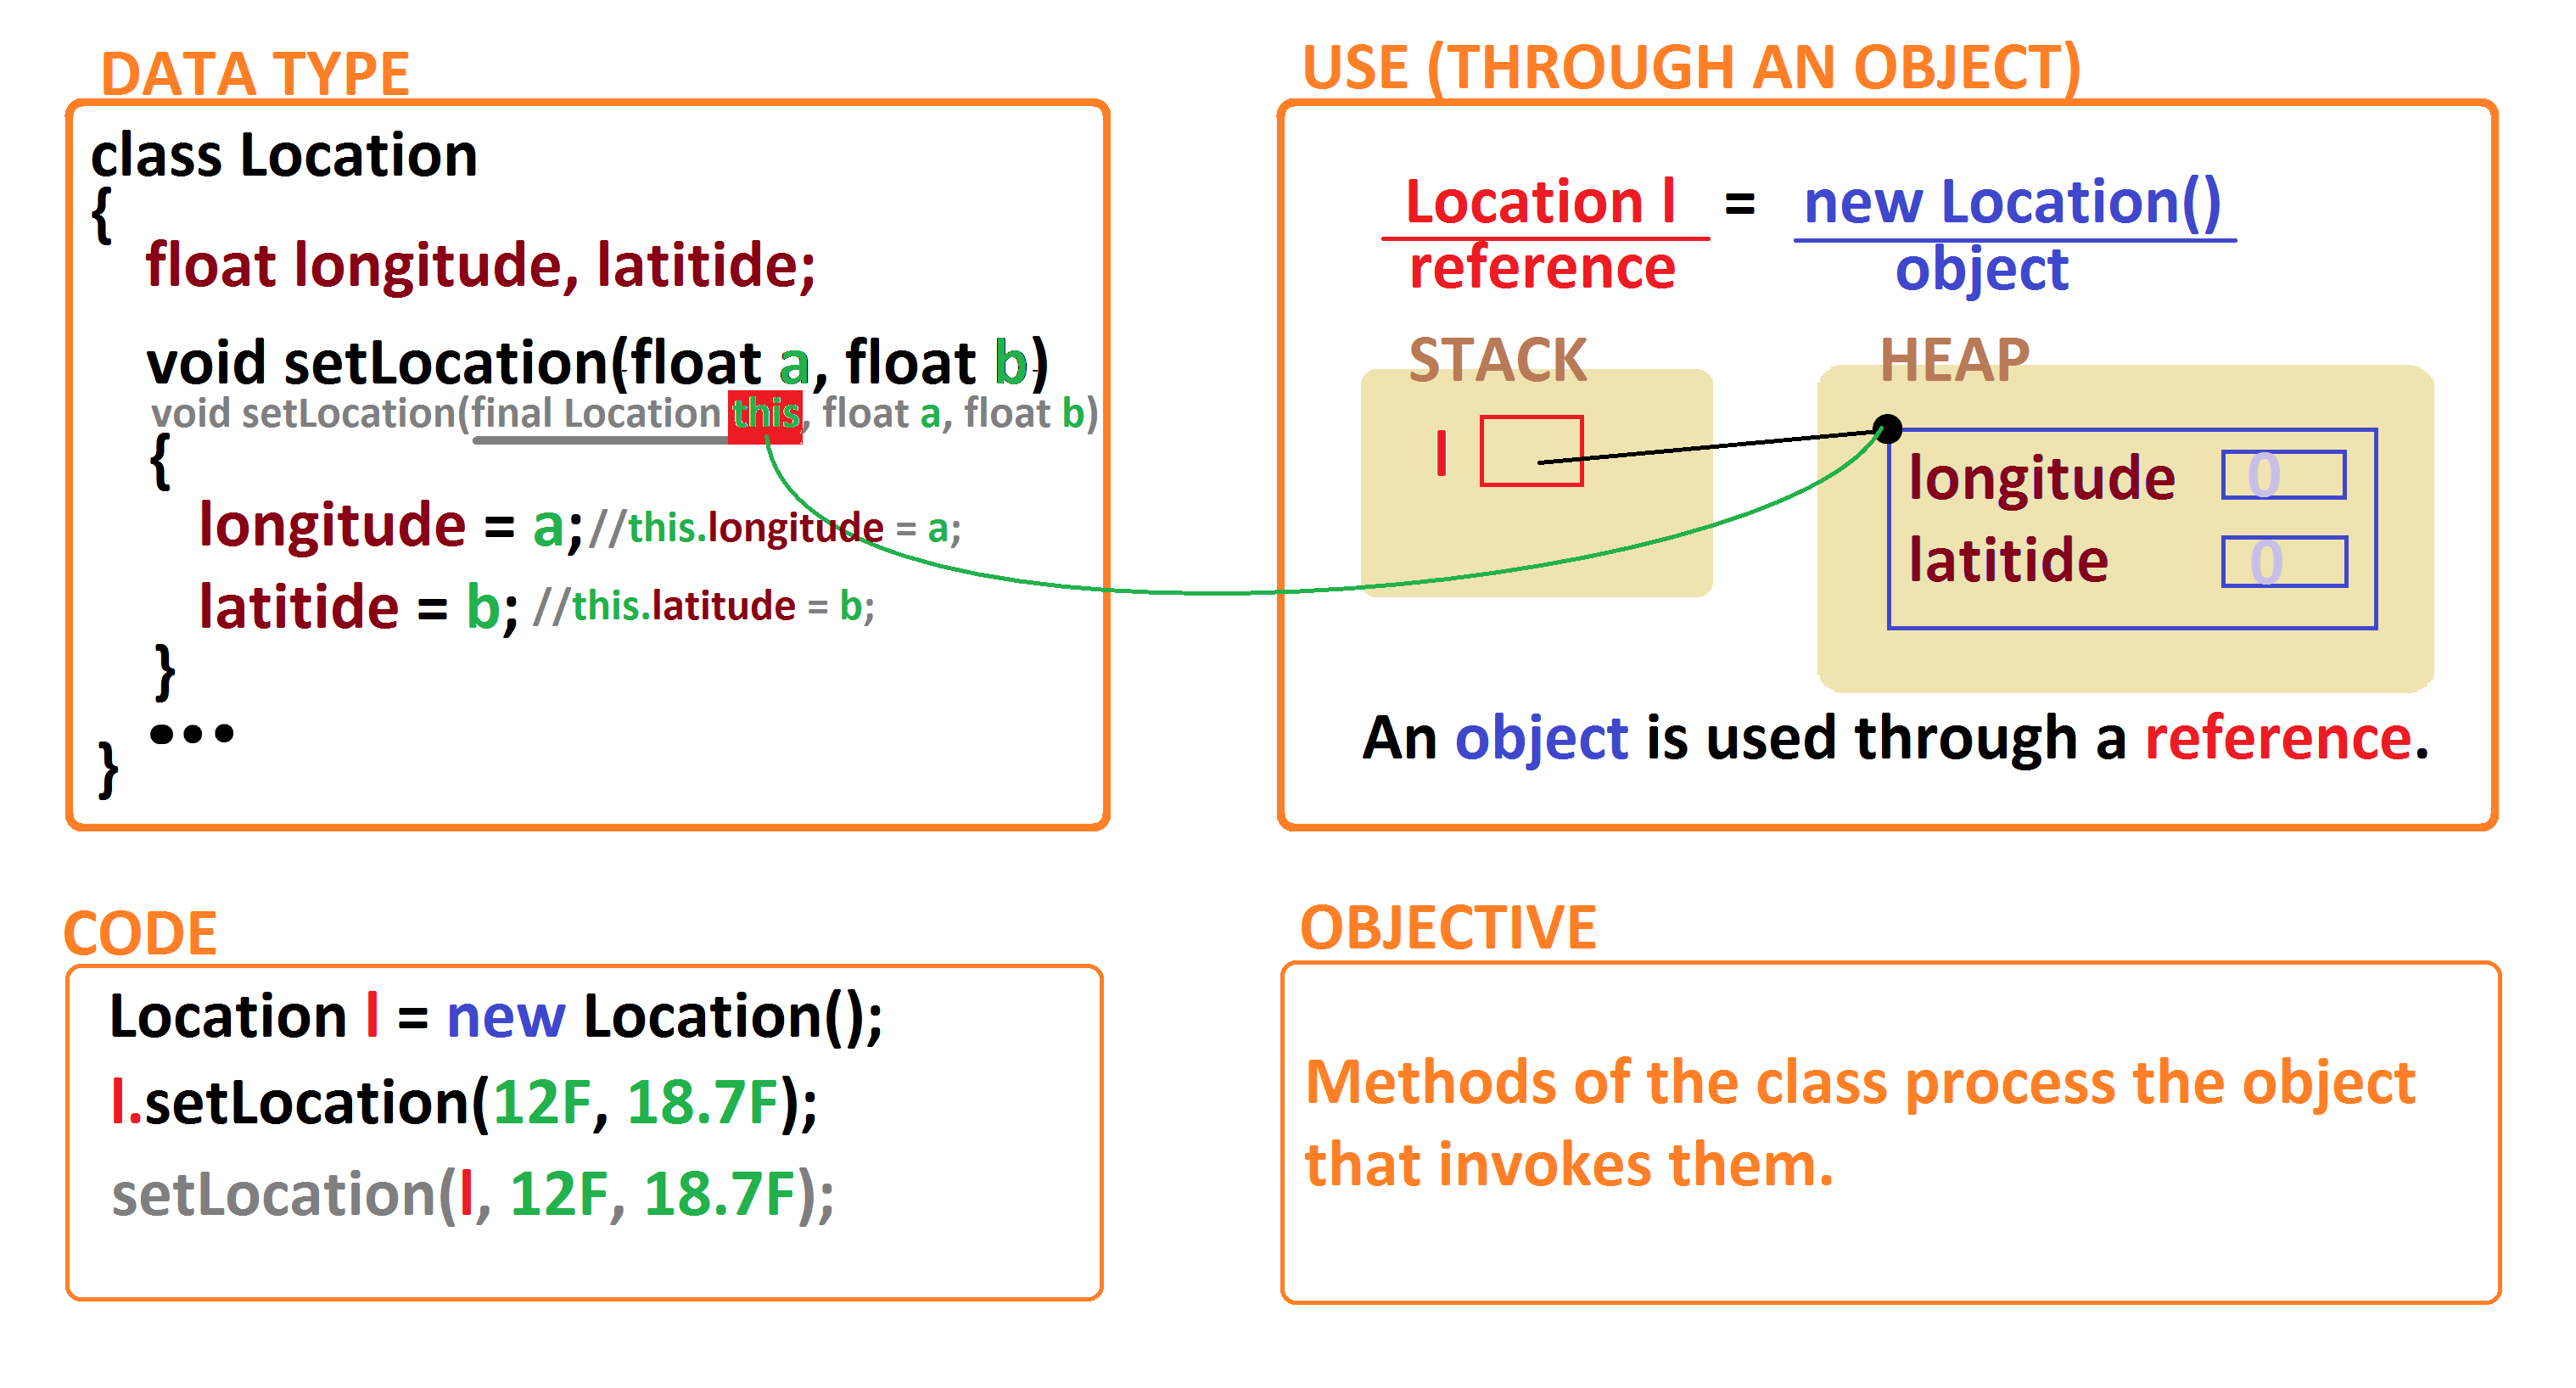 DATA TYPE
class Location
{
float longitude, latitide;
void setLocation(float a, float b)
void setLocation(final Location this, float a, float b)
{
longitude = a;//this.longitude = a;
latitide = b; //this.latitude = b;
}
...
}
USE (THROUGH AN OBJECT)
Location l = new Location()
reference object
STACK HEAP
l
longitude 0
latitide 0
An object is used through a reference.
CODE
Location l = new Location();
l.setLocation(12F, 18.7F);
setLocation(l, 12F, 18.7F);
OBJECTIVE
Methods of the class process the object
that invokes them.